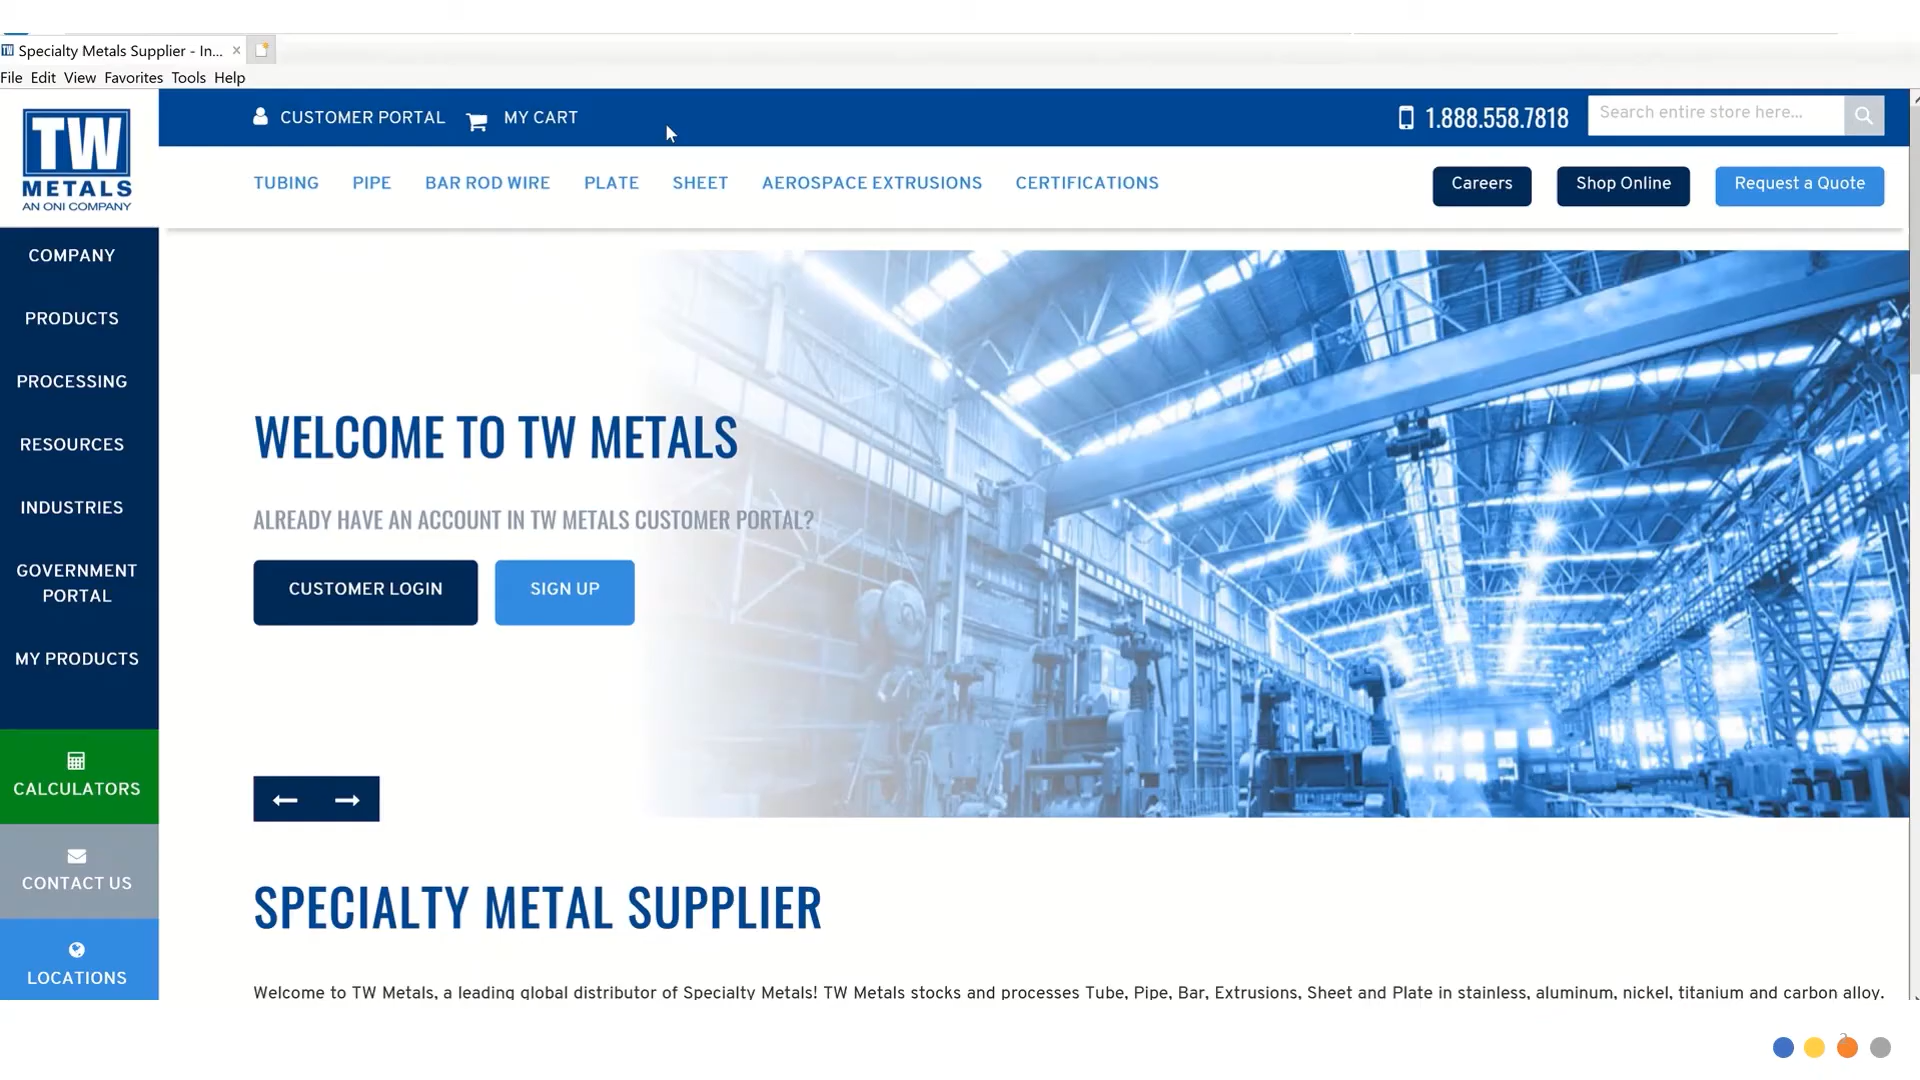 Specialty Metals Supplier - In...
File Edit View Favorites Tools Help
TW
METALS
AN ONI COMPANY
CUSTOMER PORTAL
MY CART
1.888.558.7818
Search entire store here...
TUBING PIPE BAR ROD WIRE PLATE SHEET AEROSPACE EXTRUSIONS CERTIFICATIONS
Careers
Shop Online
Request a Quote
COMPANY
PRODUCTS
PROCESSING
RESOURCES
INDUSTRIES
GOVERNMENT
PORTAL
MY PRODUCTS
CALCULATORS
CONTACT US
LOCATIONS
WELCOME TO TW METALS
ALREADY HAVE AN ACCOUNT IN TW METALS CUSTOMER PORTAL?
CUSTOMER LOGIN
SIGN UP
SPECIALTY METAL SUPPLIER
Welcome to TW Metals, a leading global distributor of Specialty Metals! TW Metals stocks and processes Tube, Pipe, Bar, Extrusions, Sheet and Plate in stainless, aluminum, nickel, titanium and carbon alloy.